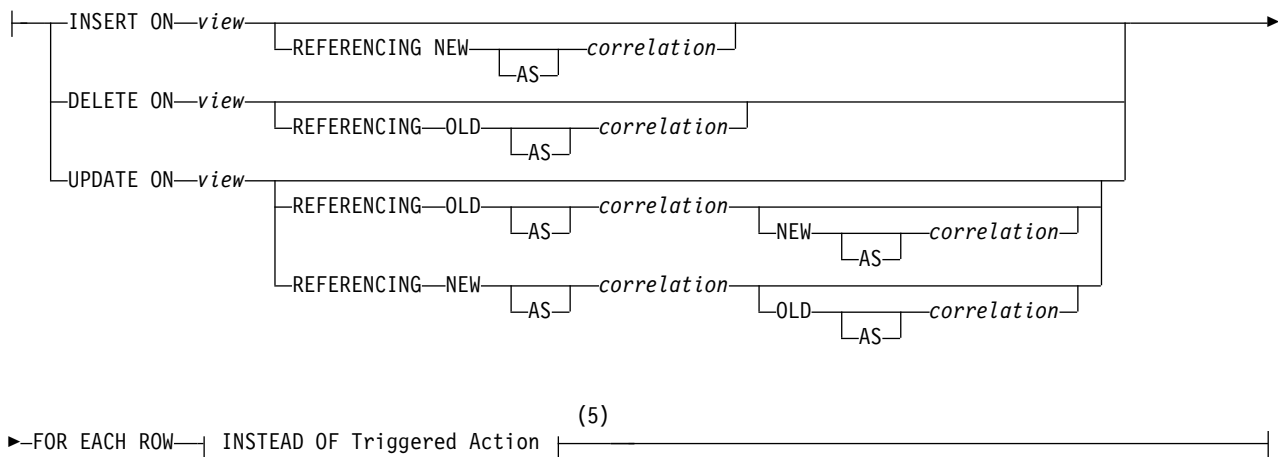 INSERT ON view
REFERENCING NEW AS correlation
DELETE ON view
REFERENCING OLD AS correlation
UPDATE ON view
REFERENCING OLD AS correlation NEW AS correlation
REFERENCING NEW AS correlation OLD AS correlation
(5)
FOR EACH ROW INSTEAD OF Triggered Action